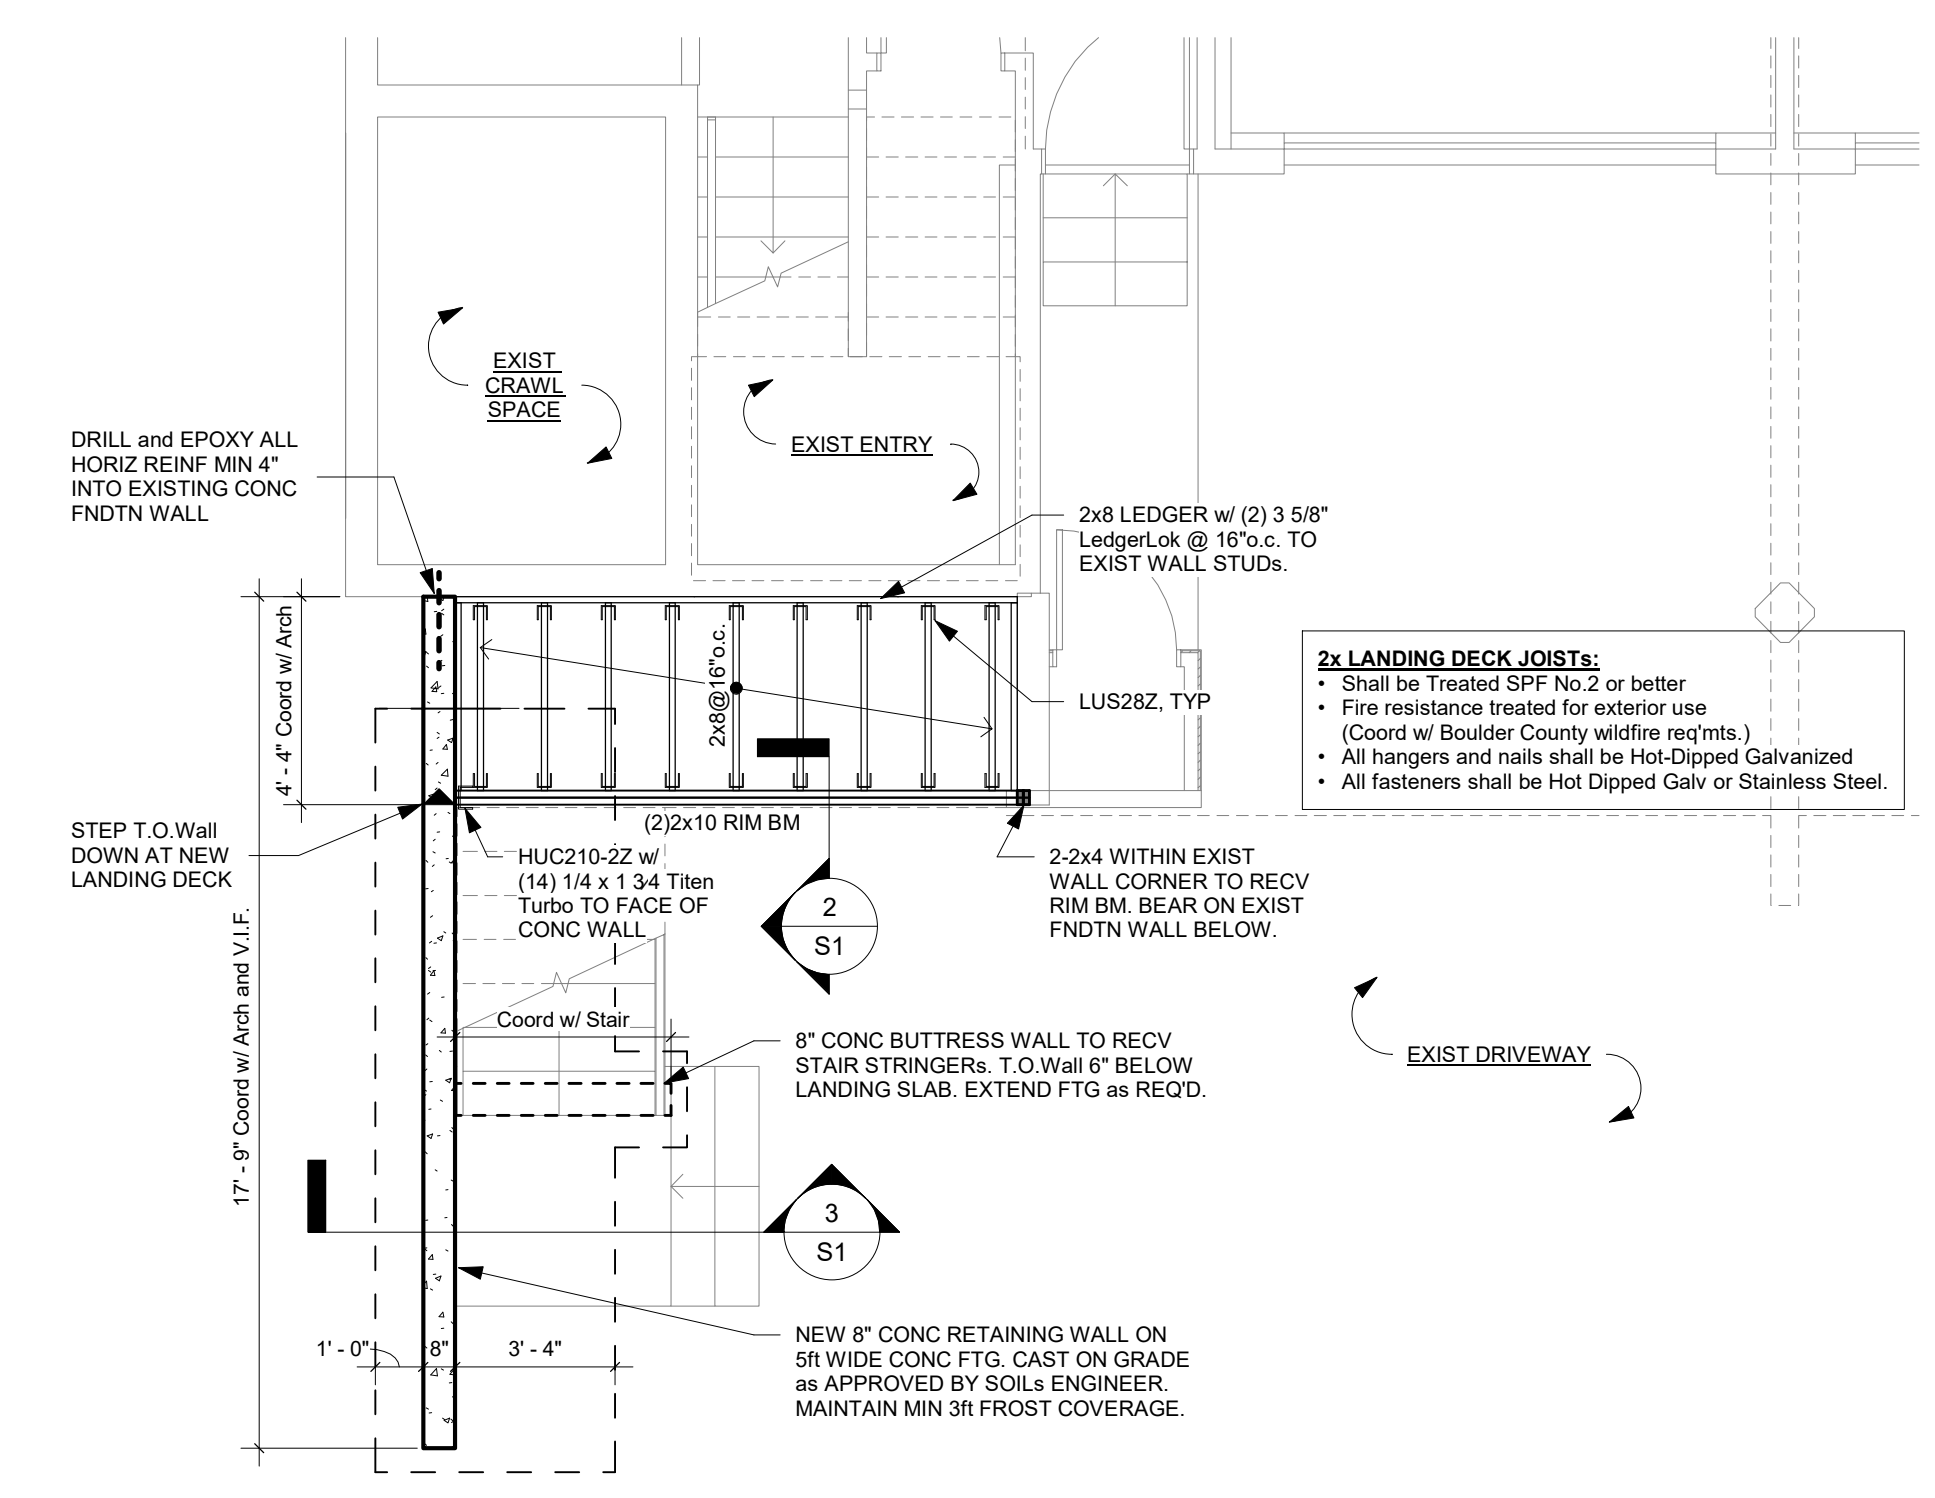 EXIST
CRAWL
SPACE
EXIST ENTRY
DRILL and EPOXY ALL
HORIZ REINF MIN 4"
INTO EXISTING CONC
FNDTN WALL
2x8 LEDGER w/ (2) 3 5/8"
LedgerLok @ 16"o.c. TO
EXIST WALL STUDs.
4' - 4" Coord w/ Arch
2x8@16"o.c.
LUS28Z, TYP
2x LANDING DECK JOISTs:
• Shall be Treated SPF No.2 or better
• Fire resistance treated for exterior use
(Coord w/ Boulder County wildfire req'mts.)
• All hangers and nails shall be Hot-Dipped Galvanized
• All fasteners shall be Hot Dipped Galv or Stainless Steel.
STEP T.O.Wall
DOWN AT NEW
LANDING DECK
(2)2x10 RIM BM
HUC210-2Z w/
(14) 1/4 x 1 3/4 Titen
Turbo TO FACE OF
CONC WALL
2
S1
2-2x4 WITHIN EXIST
WALL CORNER TO RECV
RIM BM. BEAR ON EXIST
FNDTN WALL BELOW.
17' - 9" Coord w/ Arch and V.I.F.
Coord w/ Stair
8" CONC BUTTRESS WALL TO RECV
STAIR STRINGERs. T.O.Wall 6" BELOW
LANDING SLAB. EXTEND FTG as REQ'D.
EXIST DRIVEWAY
3
S1
1' - 0"
8"
3' - 4"
NEW 8" CONC RETAINING WALL ON
5ft WIDE CONC FTG. CAST ON GRADE
as APPROVED BY SOILs ENGINEER.
MAINTAIN MIN 3ft FROST COVERAGE.